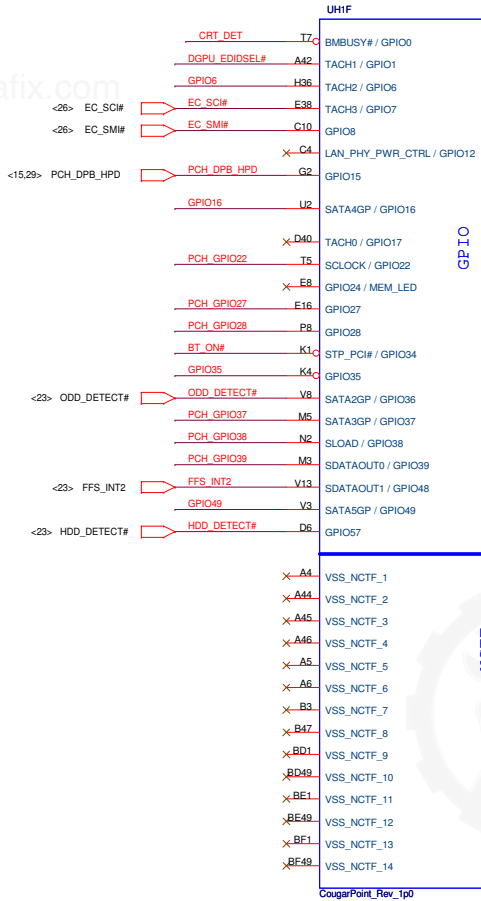 UH1F
CRT_DET T7 BMBUSY# / GPIO0
DGPU_EDIDSEL# A42 TACH1 / GPIO1
GPIO6 H36 TACH2 / GPIO6
<26> EC_SCI# EC_SCI# E38 TACH3 / GPIO7
<26> EC_SMI# EC_SMI# C10 GPIO8
C4 LAN_PHY_PWR_CTRL / GPIO12
<15,29> PCH_DPB_HPD PCH_DPB_HPD G2 GPIO15
GPIO16 U2 SATA4GP / GPIO16
D40 TACH0 / GPIO17
GPIO
PCH_GPIO22 T5 SCLOCK / GPIO22
E8 GPIO24 / MEM_LED
PCH_GPIO27 E16 GPIO27
PCH_GPIO28 P8 GPIO28
BT_ON# K1 STP_PCI# / GPIO34
GPIO35 K4 GPIO35
<23> ODD_DETECT# ODD_DETECT# V8 SATA2GP / GPIO36
PCH_GPIO37 M5 SATA3GP / GPIO37
PCH_GPIO38 N2 SLOAD / GPIO38
PCH_GPIO39 M3 SDATAOUT0 / GPIO39
<23> FFS_INT2 FFS_INT2 V13 SDATAOUT1 / GPIO48
GPIO49 V3 SATA5GP / GPIO49
<23> HDD_DETECT# HDD_DETECT# D6 GPIO57
A4 VSS_NCTF_1
A44 VSS_NCTF_2
A45 VSS_NCTF_3
A46 VSS_NCTF_4
A5 VSS_NCTF_5
A6 VSS_NCTF_6
B3 VSS_NCTF_7
B47 VSS_NCTF_8
BD1 VSS_NCTF_9
BD49 VSS_NCTF_10
BE1 VSS_NCTF_11
BE49 VSS_NCTF_12
BF1 VSS_NCTF_13
BF49 VSS_NCTF_14
CougarPoint_Rev_1p0
afix.com